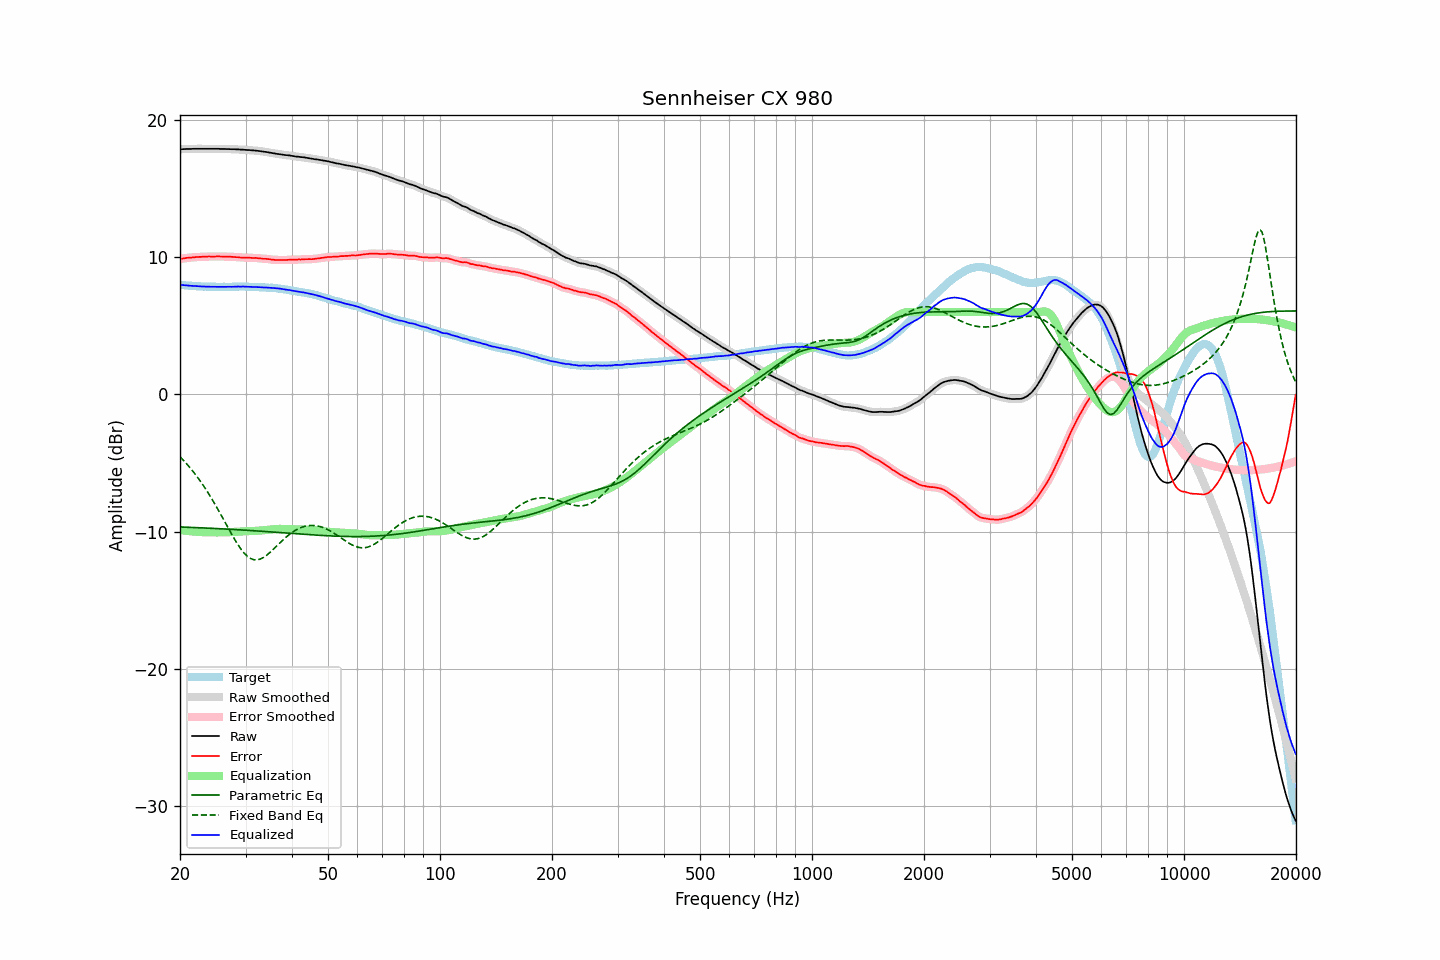 Sennheiser CX 980
Amplitude (dBr)
20
10
0
−10
−20
−30
Target
Raw Smoothed
Error Smoothed
Raw
Error
Equalization
Parametric Eq
Fixed Band Eq
Equalized
20 50 100 200 500 1000 2000 5000 10000 20000
Frequency (Hz)